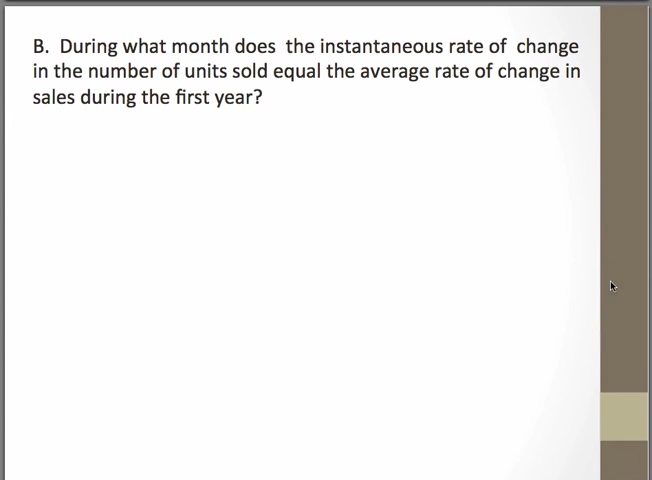 B. During what month does the instantaneous rate of change
in the number of units sold equal the average rate of change in
sales during the first year?